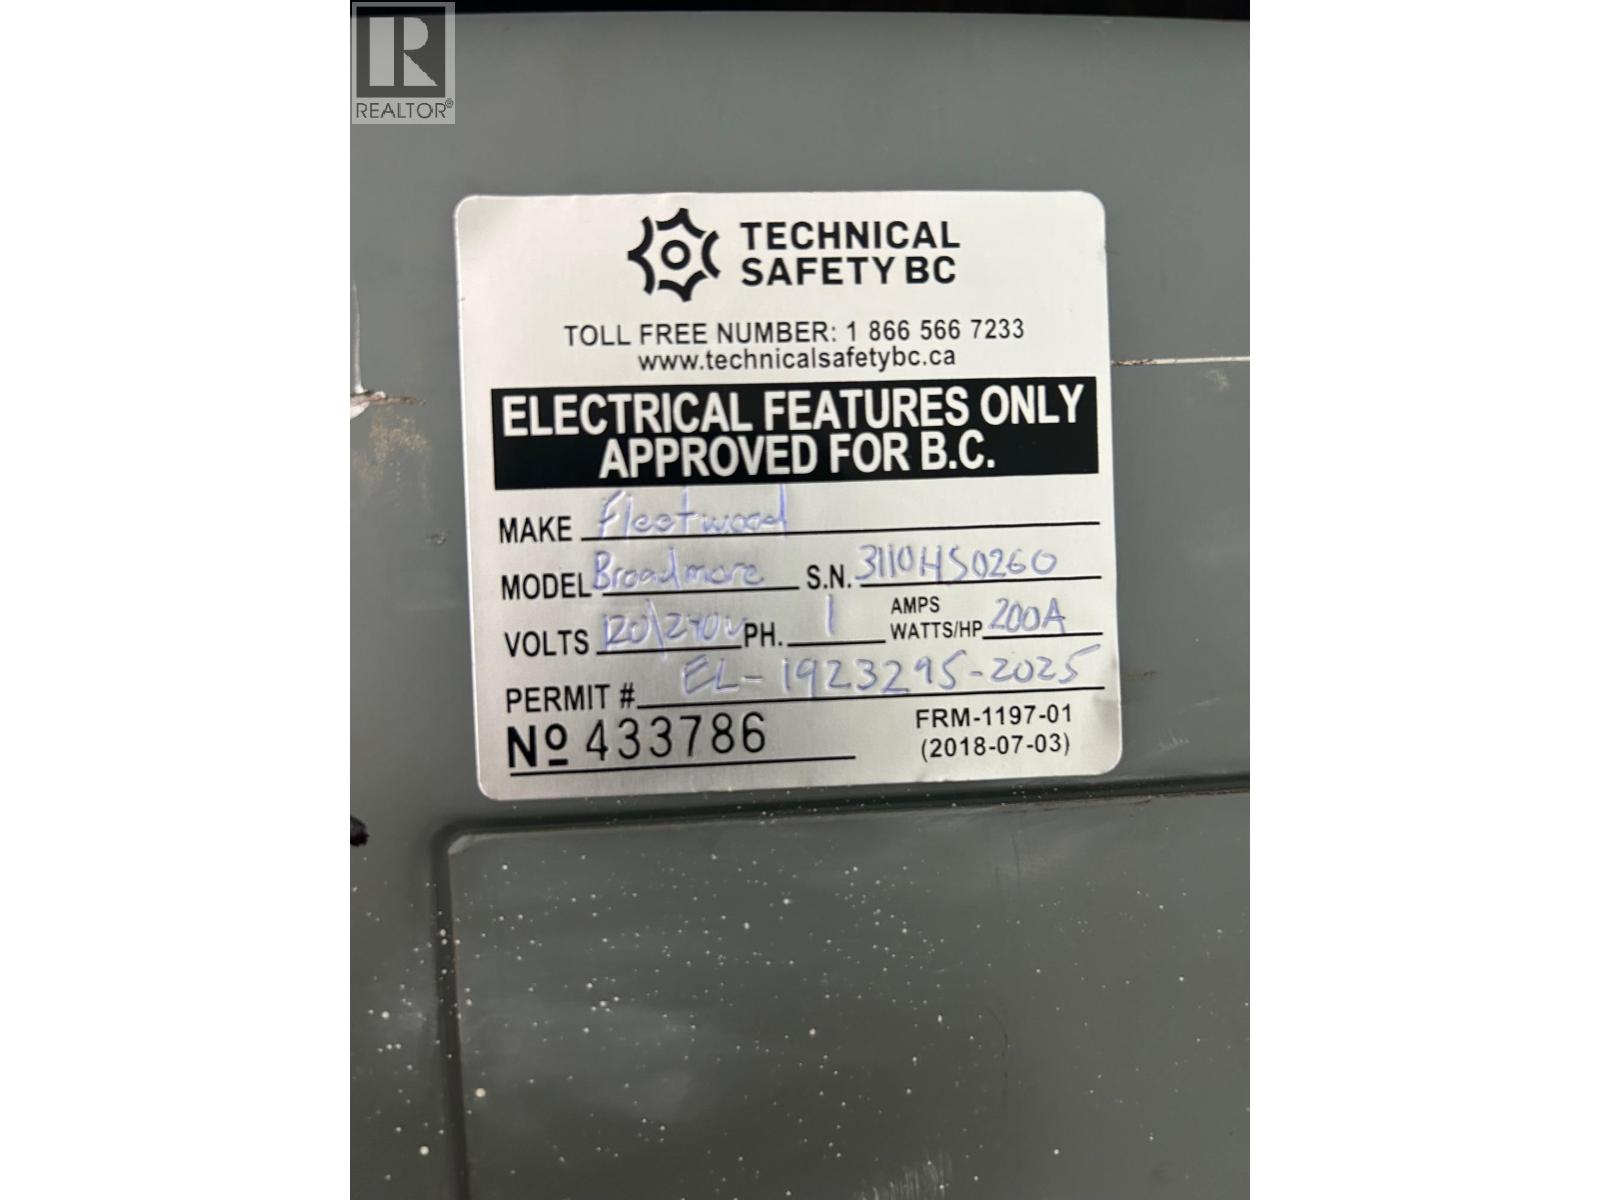 REALTOR®
TECHNICAL
SAFETY BC
TOLL FREE NUMBER: 1 866 566 7233
www.technicalsafetybc.ca
ELECTRICAL FEATURES ONLY
APPROVED FOR B.C.
MAKE Fleetwood
MODEL Broadmore S.N. 3110HS0260
VOLTS 120/240V PH. 1 AMPS WATTS/HP 200A
PERMIT # EL-1923295-2025
Nº 433786 FRM-1197-01
(2018-07-03)